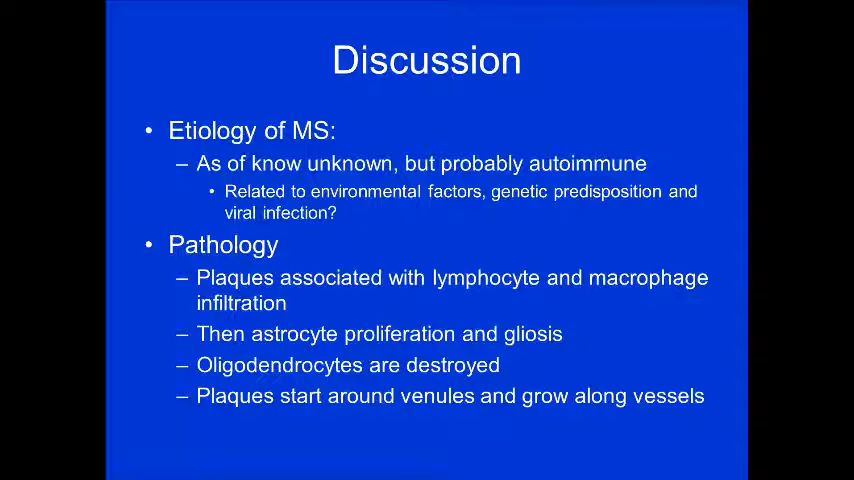 Discussion
• Etiology of MS:
– As of know unknown, but probably autoimmune
• Related to environmental factors, genetic predisposition and
viral infection?
• Pathology
– Plaques associated with lymphocyte and macrophage
infiltration
– Then astrocyte proliferation and gliosis
– Oligodendrocytes are destroyed
– Plaques start around venules and grow along vessels